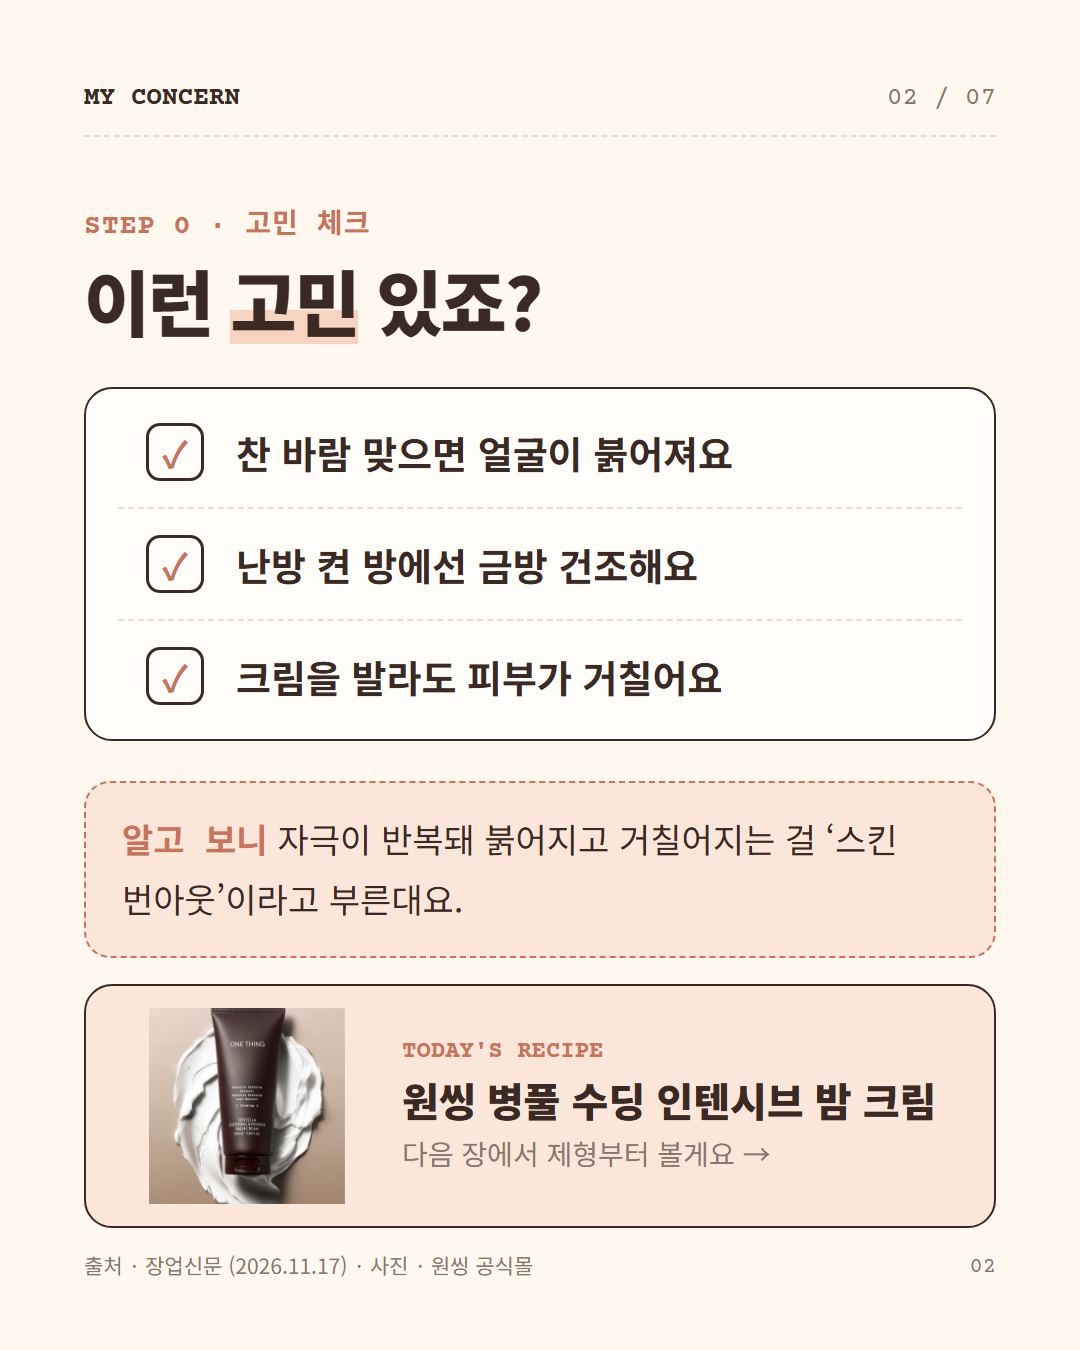 MY CONCERN
02 / 07
STEP 0 · 고민 체크
이런 고민 있죠?
✓ 찬 바람 맞으면 얼굴이 붉어져요
✓ 난방 켠 방에선 금방 건조해요
✓ 크림을 발라도 피부가 거칠어요
알고 보니 자극이 반복돼 붉어지고 거칠어지는 걸 ‘스킨
번아웃’이라고 부른대요.
ONE THING
TODAY'S RECIPE
원씽 병풀 수딩 인텐시브 밤 크림
다음 장에서 제형부터 볼게요 →
출처 · 장업신문 (2026.11.17) · 사진 · 원씽 공식몰
02